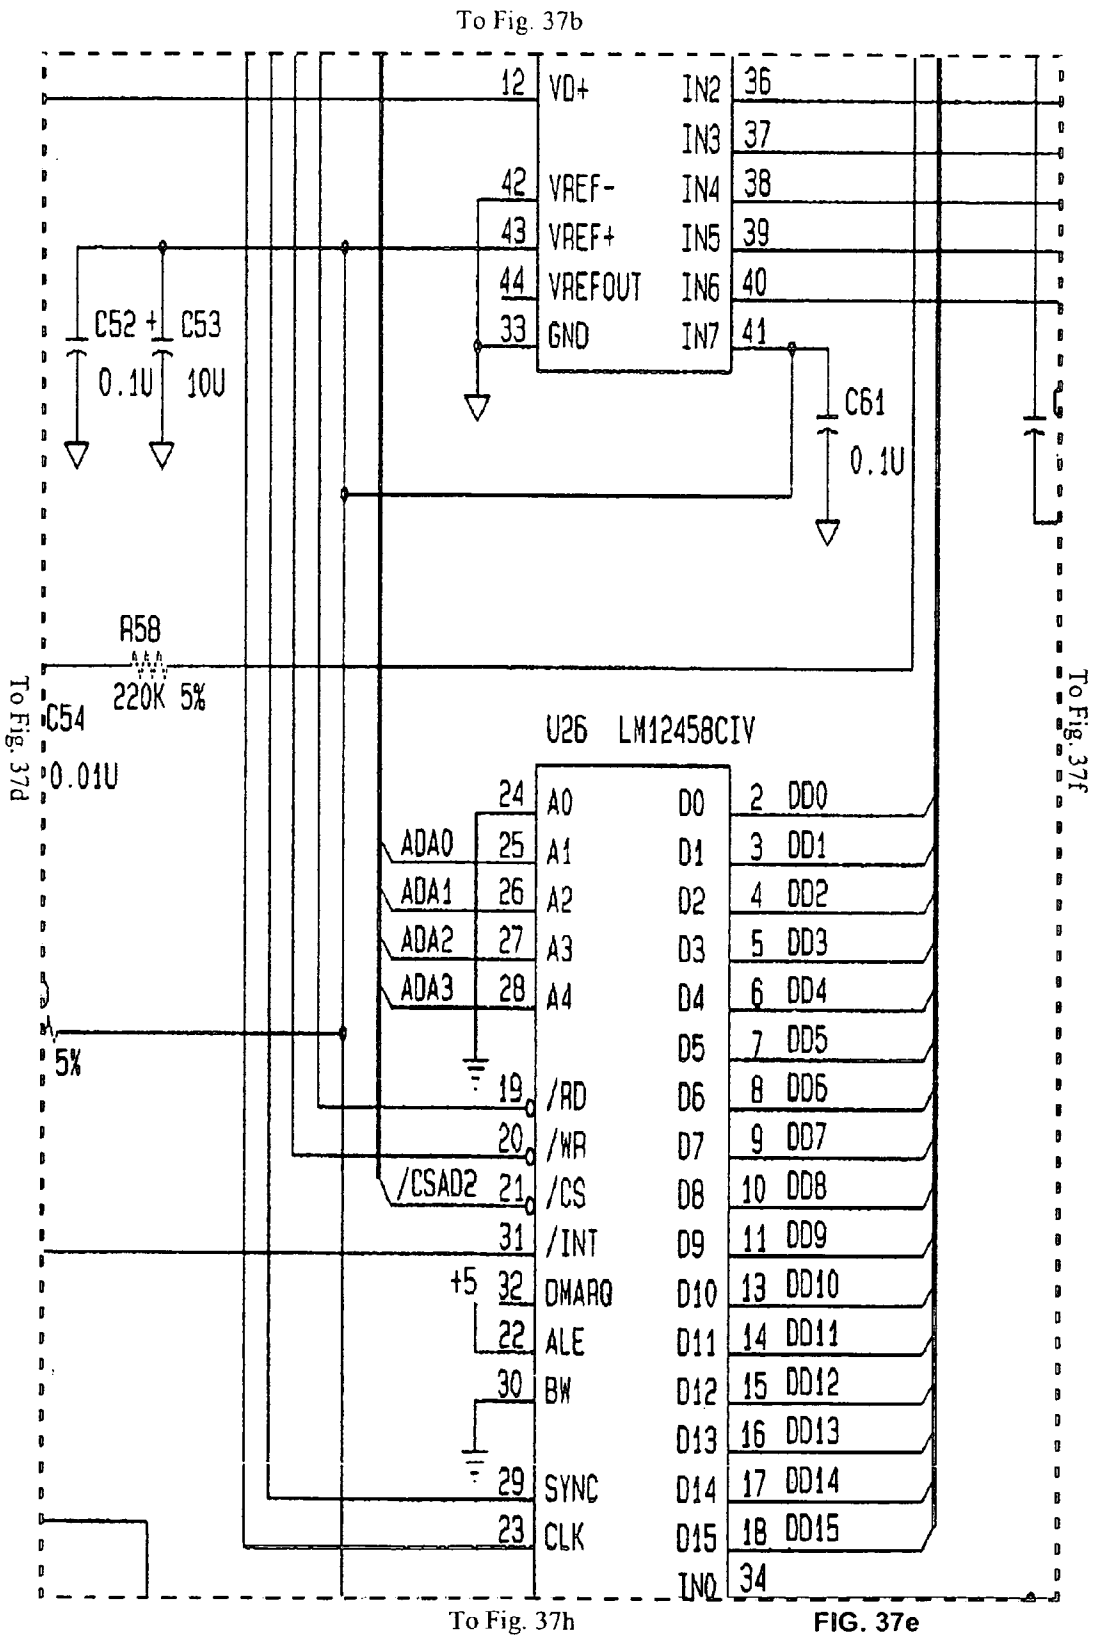 To Fig. 37b
12 VD+ IN2 36
IN3 37
42 VREF- IN4 38
43 VREF+ IN5 39
44 VREFOUT IN6 40
33 GND IN7 41
C52 + C53
0.1U 10U
C61
0.1U
R58
220K 5%
To Fig. 37d
To Fig. 37f
C54
0.01U
U26 LM12458CIV
24 A0 D0 2 DD0
ADA0 25 A1 D1 3 DD1
ADA1 26 A2 D2 4 DD2
ADA2 27 A3 D3 5 DD3
ADA3 28 A4 D4 6 DD4
D5 7 DD5
5%
19 /RD D6 8 DD6
20 /WR D7 9 DD7
/CSAD2 21 /CS D8 10 DD8
31 /INT D9 11 DD9
+5 32 DMARQ D10 13 DD10
22 ALE D11 14 DD11
30 BW D12 15 DD12
D13 16 DD13
29 SYNC D14 17 DD14
23 CLK D15 18 DD15
IN0 34
To Fig. 37h
FIG. 37e